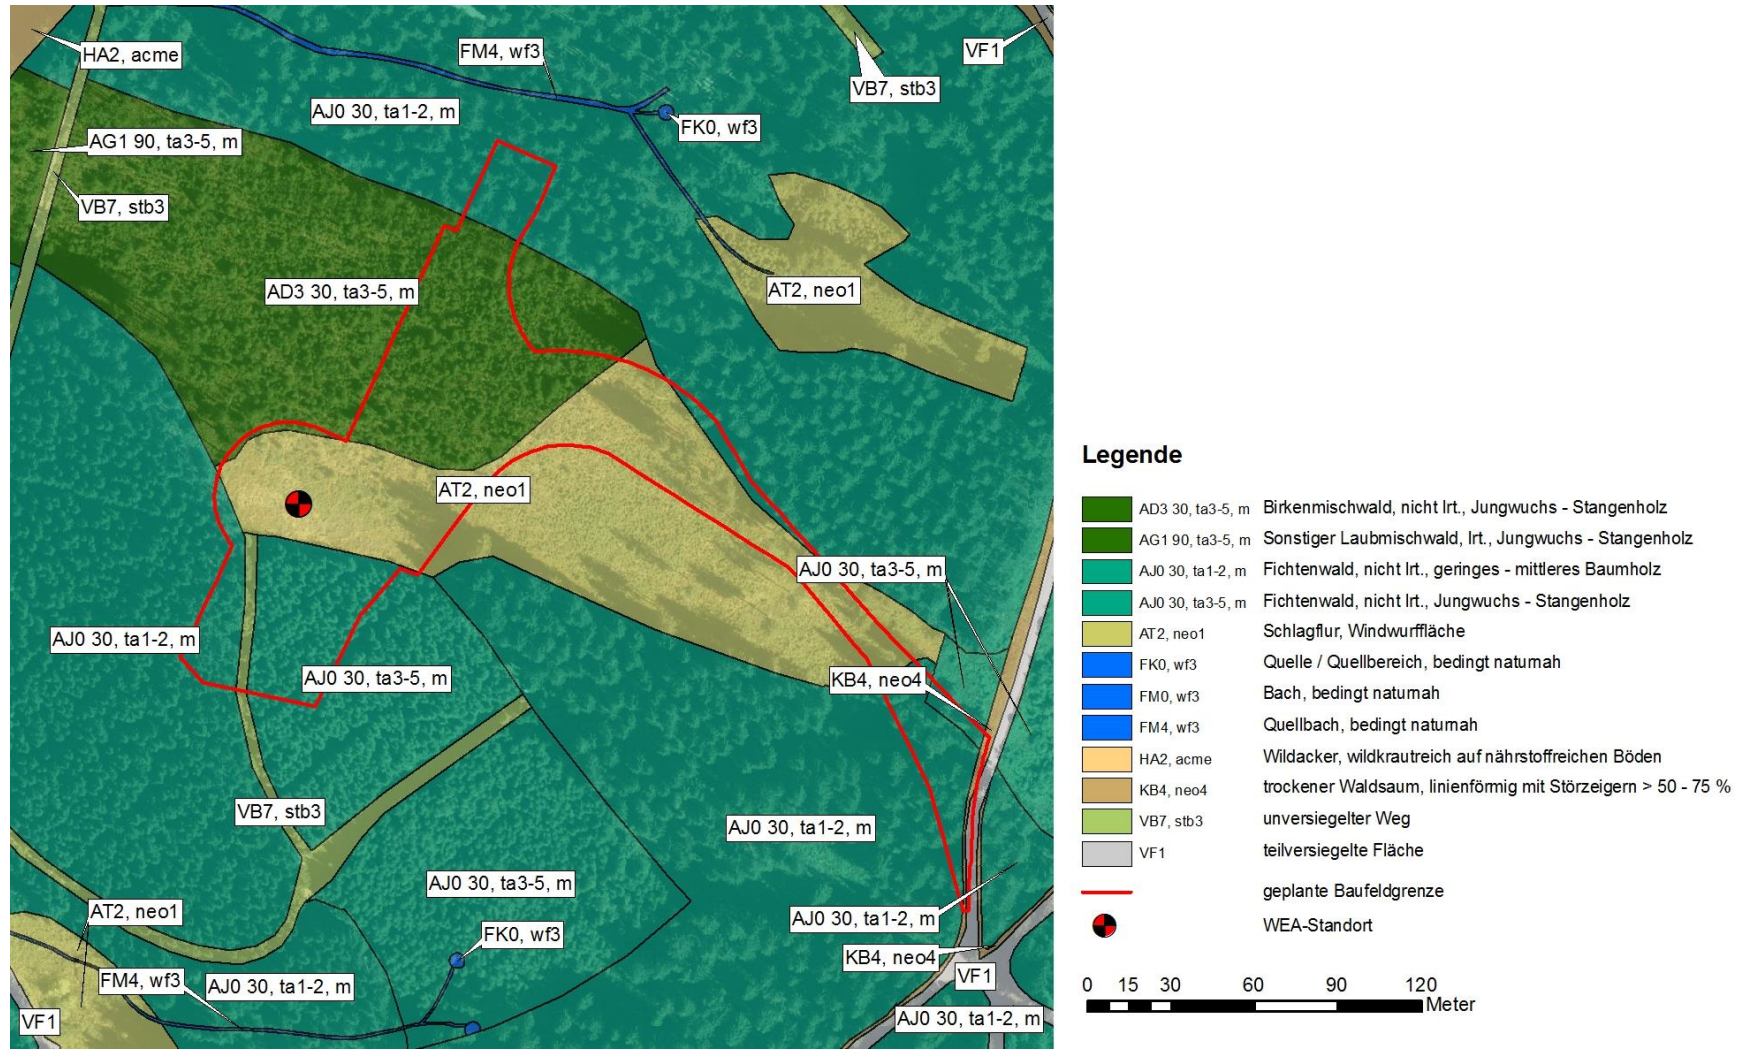 HA2, acme
FM4, wf3
VF1
VB7, stb3
AJ0 30, ta1-2, m
FK0, wf3
AG1 90, ta3-5, m
VB7, stb3
AD3 30, ta3-5, m
AT2, neo1
AT2, neo1
AJ0 30, ta3-5, m
AJ0 30, ta1-2, m
AJ0 30, ta3-5, m
KB4, neo4
VB7, stb3
AJ0 30, ta1-2, m
AJ0 30, ta3-5, m
AT2, neo1
AJ0 30, ta1-2, m
FK0, wf3
KB4, neo4
FM4, wf3
AJ0 30, ta1-2, m
VF1
VF1
AJ0 30, ta1-2, m
Legende
AD3 30, ta3-5, m Birkenmischwald, nicht lrt., Jungwuchs - Stangenholz
AG1 90, ta3-5, m Sonstiger Laubmischwald, lrt., Jungwuchs - Stangenholz
AJ0 30, ta1-2, m Fichtenwald, nicht lrt., geringes - mittleres Baumholz
AJ0 30, ta3-5, m Fichtenwald, nicht lrt., Jungwuchs - Stangenholz
AT2, neo1 Schlagflur, Windwurffläche
FK0, wf3 Quelle / Quellbereich, bedingt naturnah
FM0, wf3 Bach, bedingt naturnah
FM4, wf3 Quellbach, bedingt naturnah
HA2, acme Wildacker, wildkrautreich auf nährstoffreichen Böden
KB4, neo4 trockener Waldsaum, linienförmig mit Störzeigern > 50 - 75 %
VB7, stb3 unversiegelter Weg
VF1 teilversiegelte Fläche
geplante Baufeldgrenze
WEA-Standort
0 15 30 60 90 120
Meter